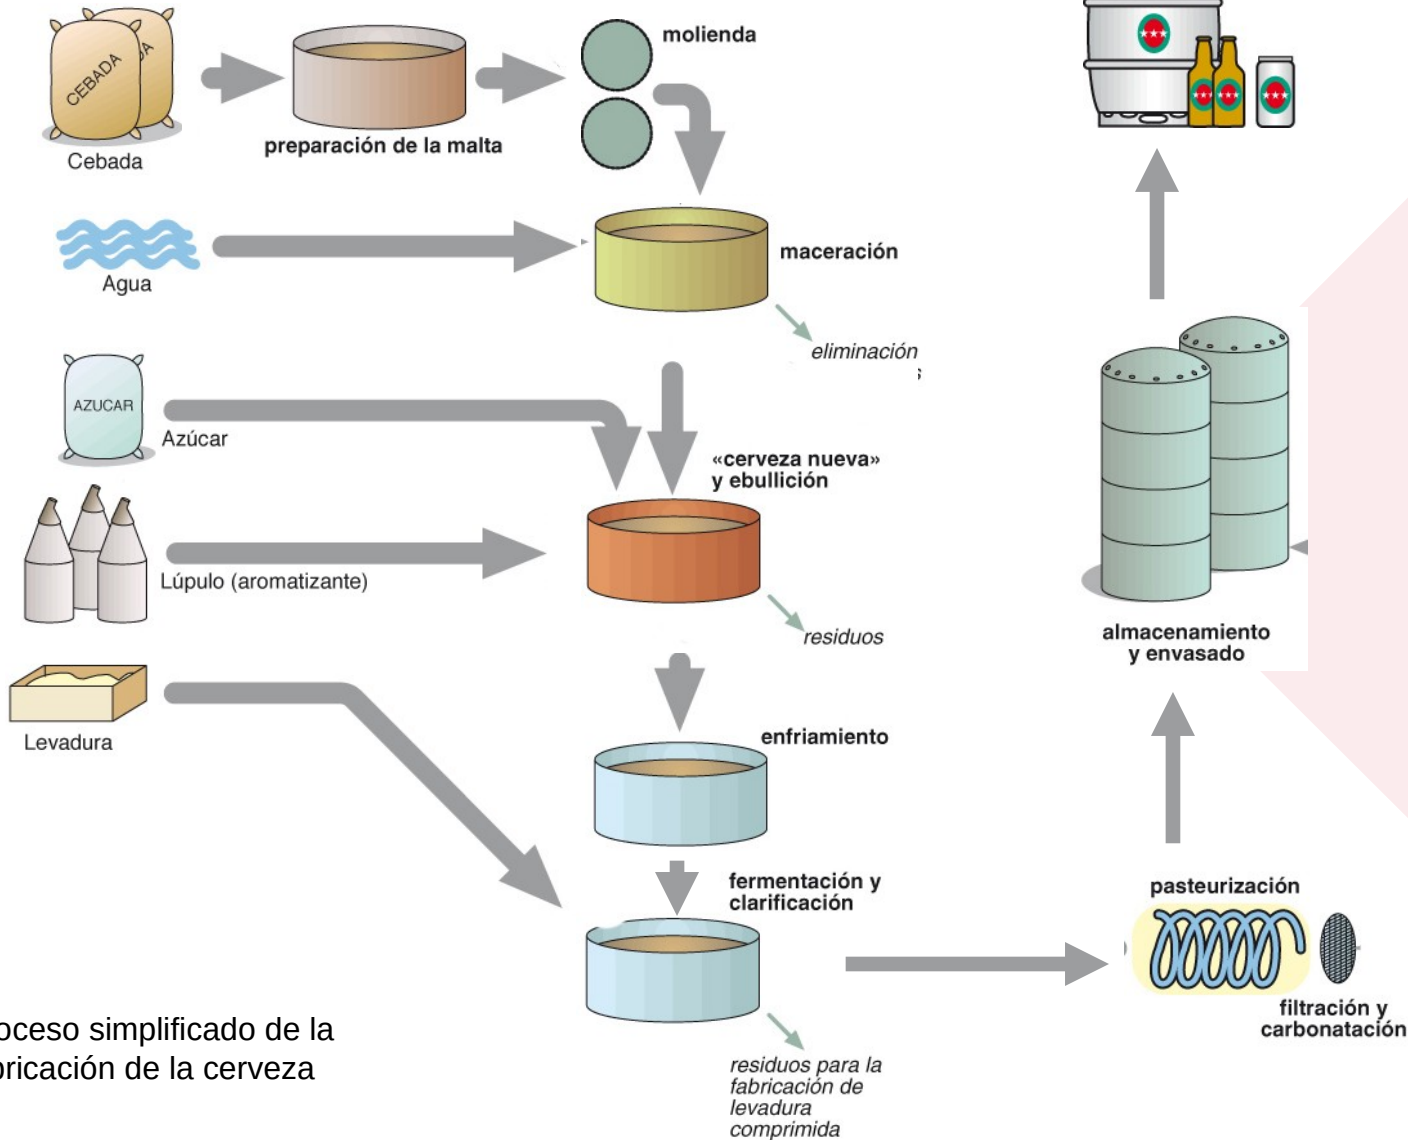 CEBADA
DA
Cebada
preparación de la malta
molienda
Agua
maceración
eliminación
AZUCAR
Azúcar
«cerveza nueva»
y ebullición
Lúpulo (aromatizante)
residuos
Levadura
enfriamiento
fermentación y
clarificación
residuos para la
fabricación de
levadura
comprimida
pasteurización
filtración y
carbonatación
almacenamiento
y envasado
oceso simplificado de la
bricación de la cerveza